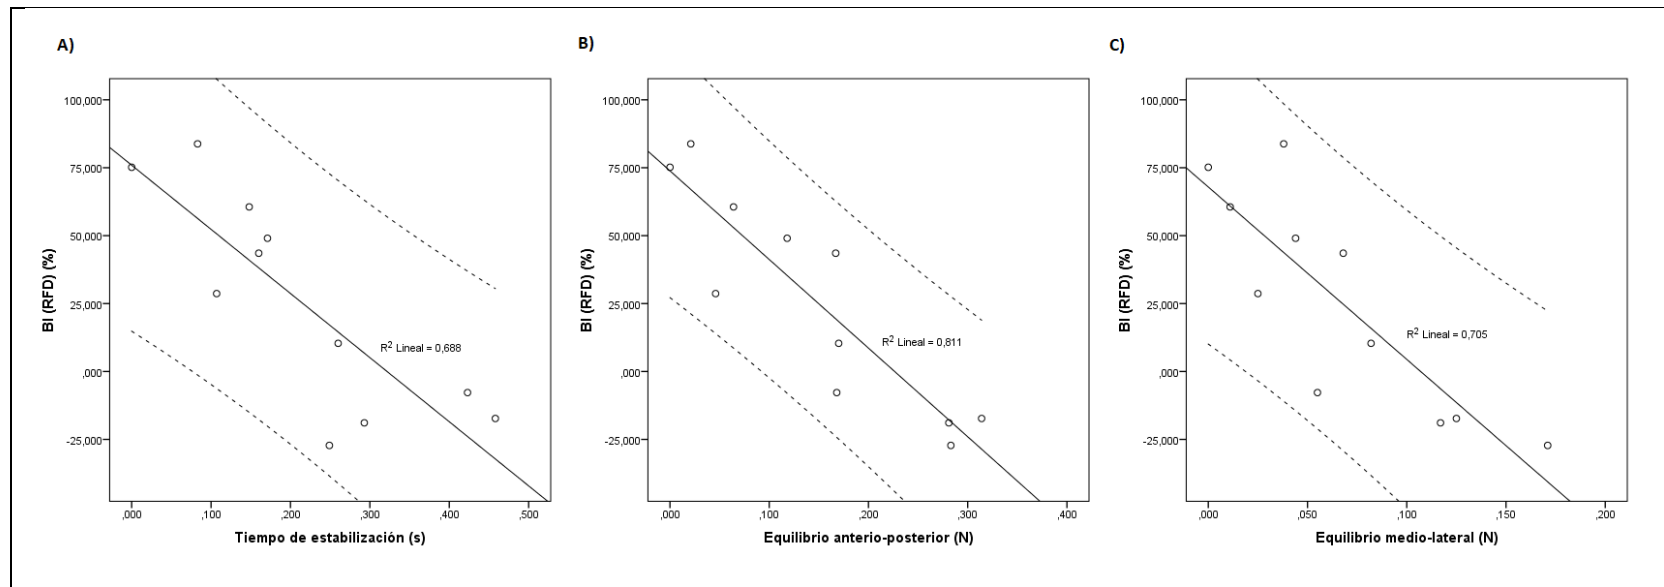 A)
BI (RFD) (%)
100,000
75,000
50,000
25,000
,000
-25,000
R2 Lineal = 0,688
,000 ,100 ,200 ,300 ,400 ,500
Tiempo de estabilización (s)
B)
BI (RFD) (%)
100,000
75,000
50,000
25,000
,000
-25,000
R2 Lineal = 0,811
,000 ,100 ,200 ,300 ,400
Equilibrio anterio-posterior (N)
C)
BI (RFD) (%)
100,000
75,000
50,000
25,000
,000
-25,000
R2 Lineal = 0,705
,000 ,050 ,100 ,150 ,200
Equilibrio medio-lateral (N)